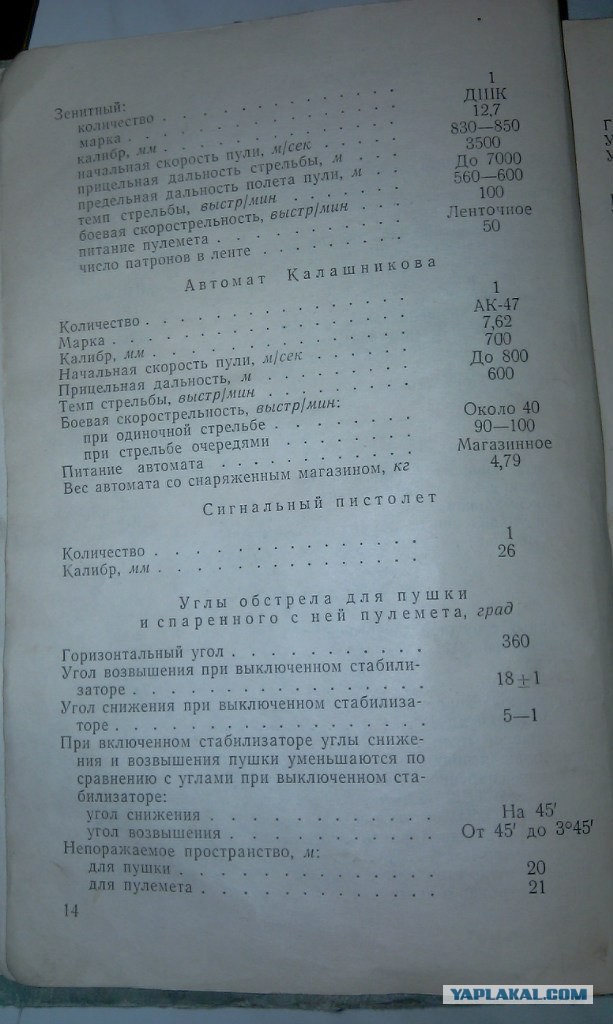 Зенитный:
количество . . . . . . . . . . . . . 1
марка . . . . . . . . . . . . . . ДШК
калибр, мм . . . . . . . . . . . . 12,7
начальная скорость пули, м/сек . . . . 830—850
прицельная дальность стрельбы, м . . . 3500
предельная дальность полета пули, м . . До 7000
темп стрельбы, выстр/мин . . . . . . 560—600
боевая скорострельность, выстр/мин . . . 100
питание пулемета . . . . . . . . . . Ленточное
число патронов в ленте . . . . . . . 50
Автомат Калашникова
Количество . . . . . . . . . . . . . 1
Марка . . . . . . . . . . . . . . АК-47
Калибр, мм . . . . . . . . . . . . 7,62
Начальная скорость пули, м/сек . . . . 700
Прицельная дальность, м . . . . . . . До 800
Темп стрельбы, выстр/мин . . . . . . 600
Боевая скорострельность, выстр/мин:
при одиночной стрельбе . . . . . . . Около 40
при стрельбе очередями . . . . . . . 90—100
Питание автомата . . . . . . . . . . Магазинное
Вес автомата со снаряженным магазином, кг 4,79
Сигнальный пистолет
Количество . . . . . . . . . . . . . 1
Калибр, мм . . . . . . . . . . . . 26
Углы обстрела для пушки
и спаренного с ней пулемета, град
Горизонтальный угол . . . . . . . . . 360
Угол возвышения при выключенном стабили-
заторе . . . . . . . . . . . . . . 18±1
Угол снижения при выключенном стабилиза-
торе . . . . . . . . . . . . . . . 5—1
При включенном стабилизаторе углы сниже-
ния и возвышения пушки уменьшаются по
сравнению с углами при выключенном ста-
билизаторе:
угол снижения . . . . . . . . . . . На 45′
угол возвышения . . . . . . . . . . От 45′ до 3°45′
Непоражаемое пространство, м:
для пушки . . . . . . . . . . . . . 20
для пулемета . . . . . . . . . . . . 21
14
YAPLAKAL.COM